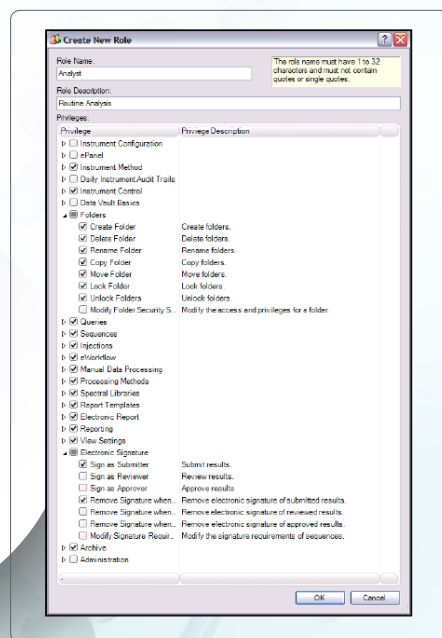 Create New Role
Role Name:
The role name must have 1 to 32
characters and must not contain
quotes or single quotes.
Analyst
Role Description:
Routine Analysis
Privileges:
Privilege Privilege Description
Instrument Configuration
ePanel
Instrument Method
Daily Instrument Audit Trails
Instrument Control
Data Vault Basics
Folders
Create Folder Create folders.
Delete Folder Delete folders.
Rename Folder Rename folders.
Copy Folder Copy folders.
Move Folder Move folders.
Lock Folder Lock folders.
Unlock Folders Unlock folders
Modify Folder Security S... Modify the access and privileges for a folder.
Queries
Sequences
Injections
eWorkflow
Manual Data Processing
Processing Methods
Spectral Libraries
Report Templates
Electronic Report
Reporting
View Settings
Electronic Signature
Sign as Submitter Submit results.
Sign as Reviewer Review results.
Sign as Approver Approve results
Remove Signature when... Remove electronic signature of submitted results.
Remove Signature when... Remove electronic signature of reviewed results.
Remove Signature when... Remove electronic signature of approved results.
Modify Signature Requir... Modify the signature requirements of sequences.
Archive
Administration
OK Cancel